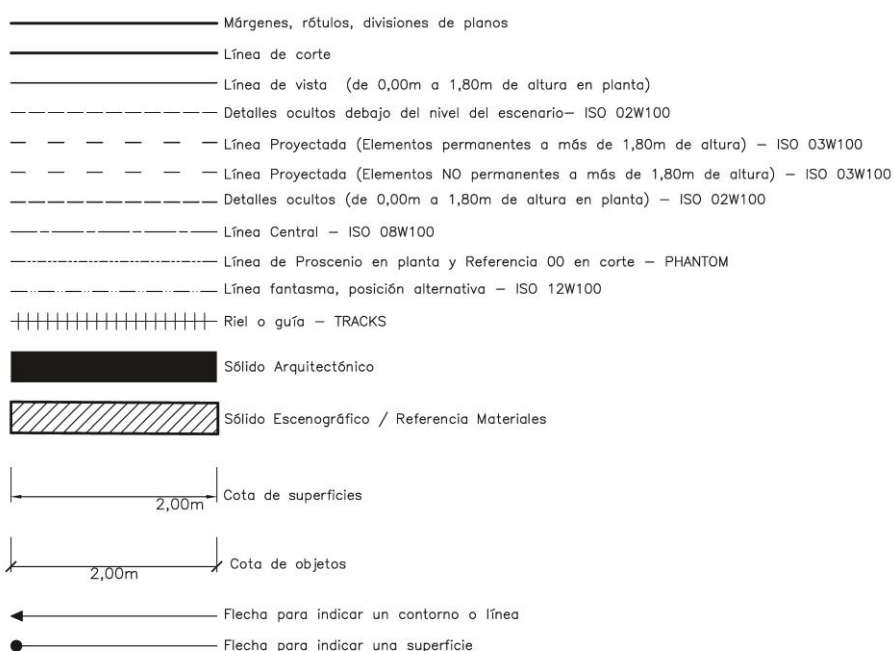 Márgenes, rótulos, divisiones de planos
Línea de corte
Línea de vista (de 0,00m a 1,80m de altura en planta)
Detalles ocultos debajo del nivel del escenario– ISO 02W100
Línea Proyectada (Elementos permanentes a más de 1,80m de altura) – ISO 03W100
Línea Proyectada (Elementos NO permanentes a más de 1,80m de altura) – ISO 03W100
Detalles ocultos (de 0,00m a 1,80m de altura en planta) – ISO 02W100
Línea Central – ISO 08W100
Línea de Proscenio en planta y Referencia 00 en corte – PHANTOM
Línea fantasma, posición alternativa – ISO 12W100
Riel o guía – TRACKS
Sólido Arquitectónico
Sólido Escenográfico / Referencia Materiales
2,00m Cota de superficies
2,00m Cota de objetos
Flecha para indicar un contorno o línea
Flecha para indicar una superficie